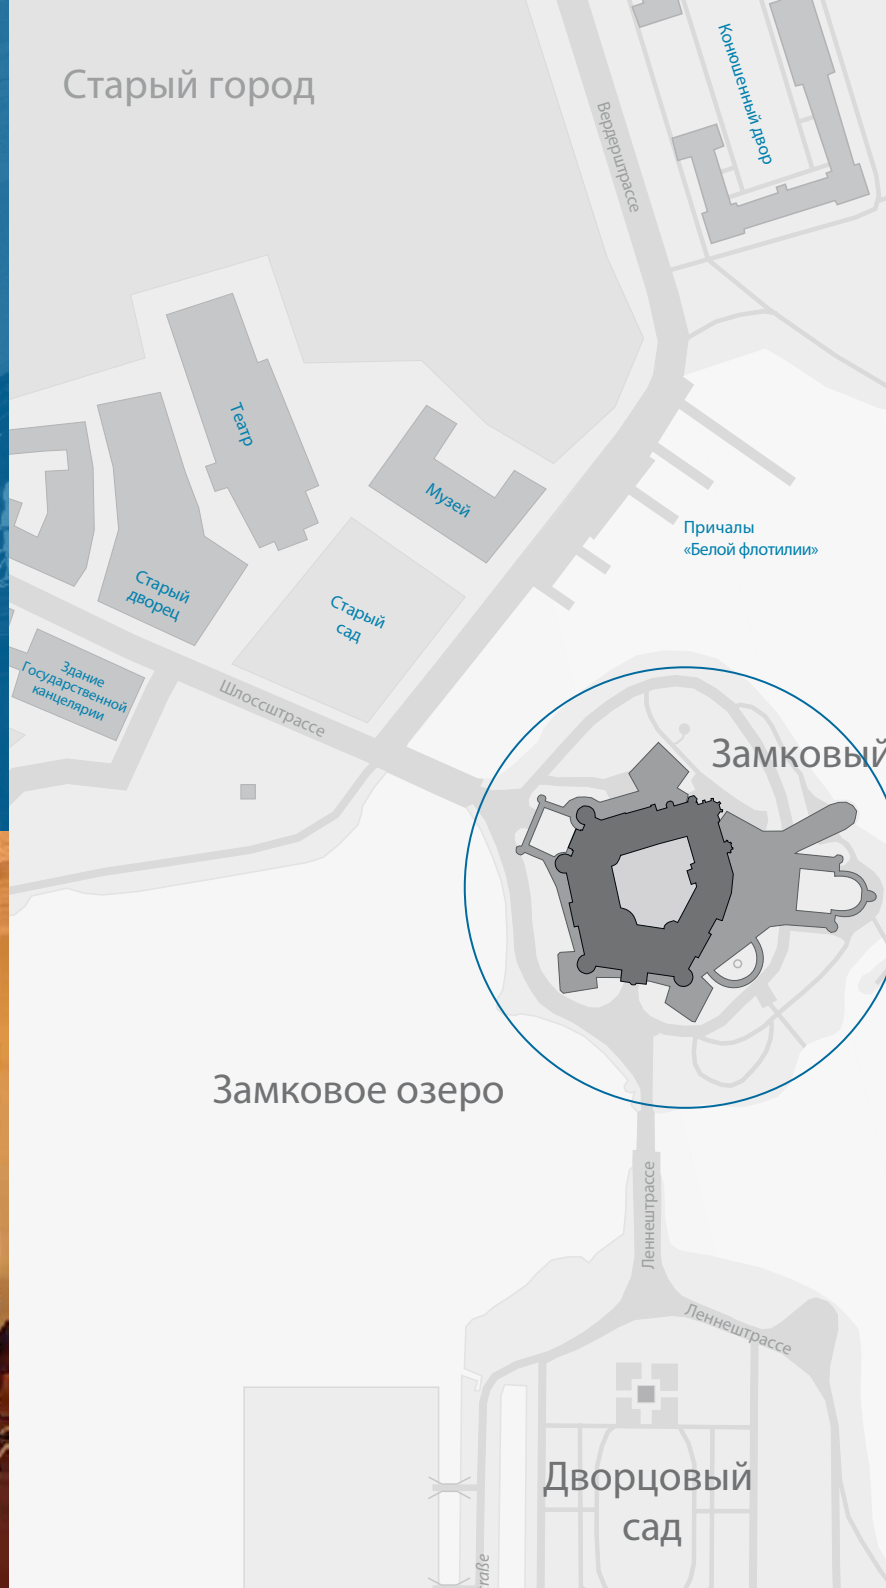 Старый город
Конюшенный двор
Вердерштрассе
Театр
Музей
Причалы
«Белой флотилии»
Старый
дворец
Старый
сад
Здание
Государственной
канцелярии
Шлоссштрассе
Замковый
Замковое озеро
Леннештрассе
Леннештрассе
Дворцовый
сад